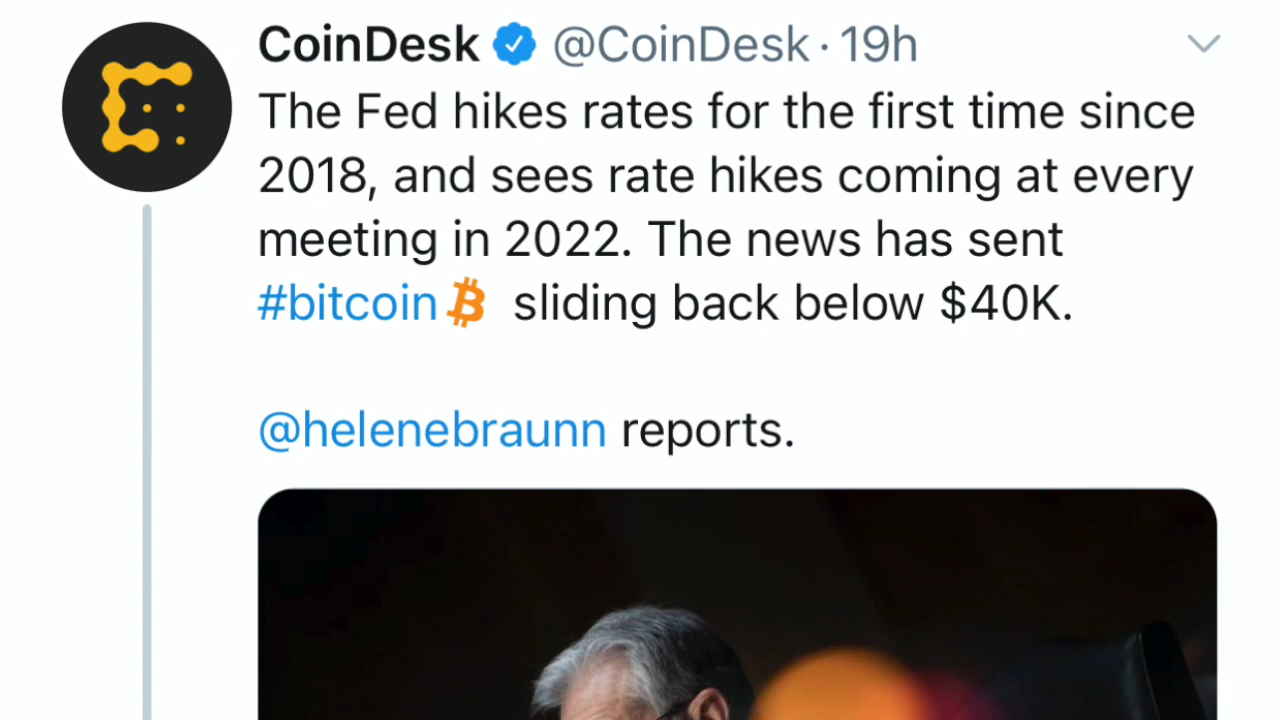 CoinDesk @CoinDesk · 19h
The Fed hikes rates for the first time since
2018, and sees rate hikes coming at every
meeting in 2022. The news has sent
#bitcoin sliding back below $40K.
@helenebraunn reports.